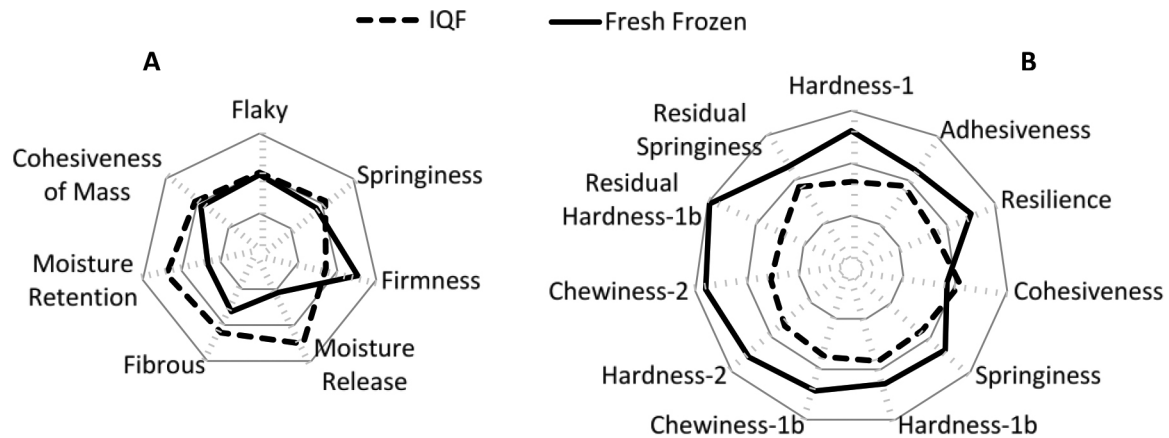 IQF
Fresh Frozen
A
Flaky
Springiness
Firmness
Moisture
Release
Fibrous
Moisture
Retention
Cohesiveness
of Mass
B
Hardness-1
Adhesiveness
Resilience
Cohesiveness
Springiness
Hardness-1b
Chewiness-1b
Hardness-2
Chewiness-2
Residual
Hardness-1b
Residual
Springiness